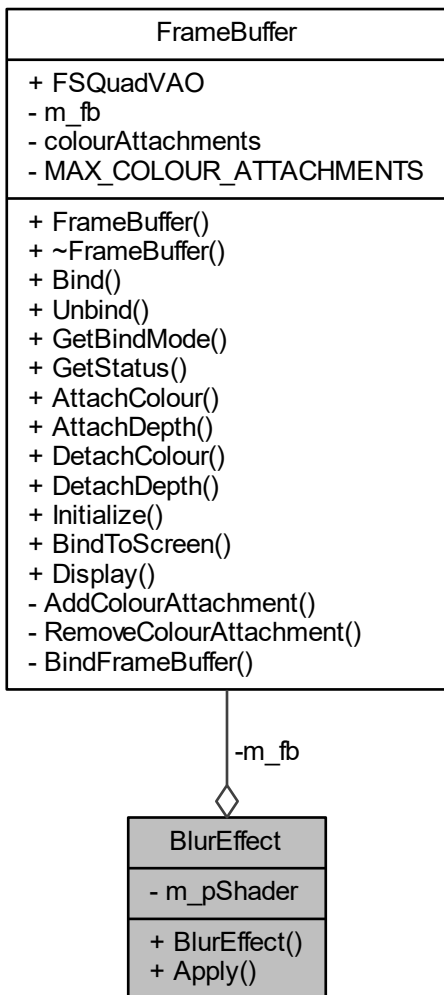 FrameBuffer
+ FSQuadVAO
- m_fb
- colourAttachments
- MAX_COLOUR_ATTACHMENTS
+ FrameBuffer()
+ ~FrameBuffer()
+ Bind()
+ Unbind()
+ GetBindMode()
+ GetStatus()
+ AttachColour()
+ AttachDepth()
+ DetachColour()
+ DetachDepth()
+ Initialize()
+ BindToScreen()
+ Display()
- AddColourAttachment()
- RemoveColourAttachment()
- BindFrameBuffer()
-m_fb
BlurEffect
- m_pShader
+ BlurEffect()
+ Apply()